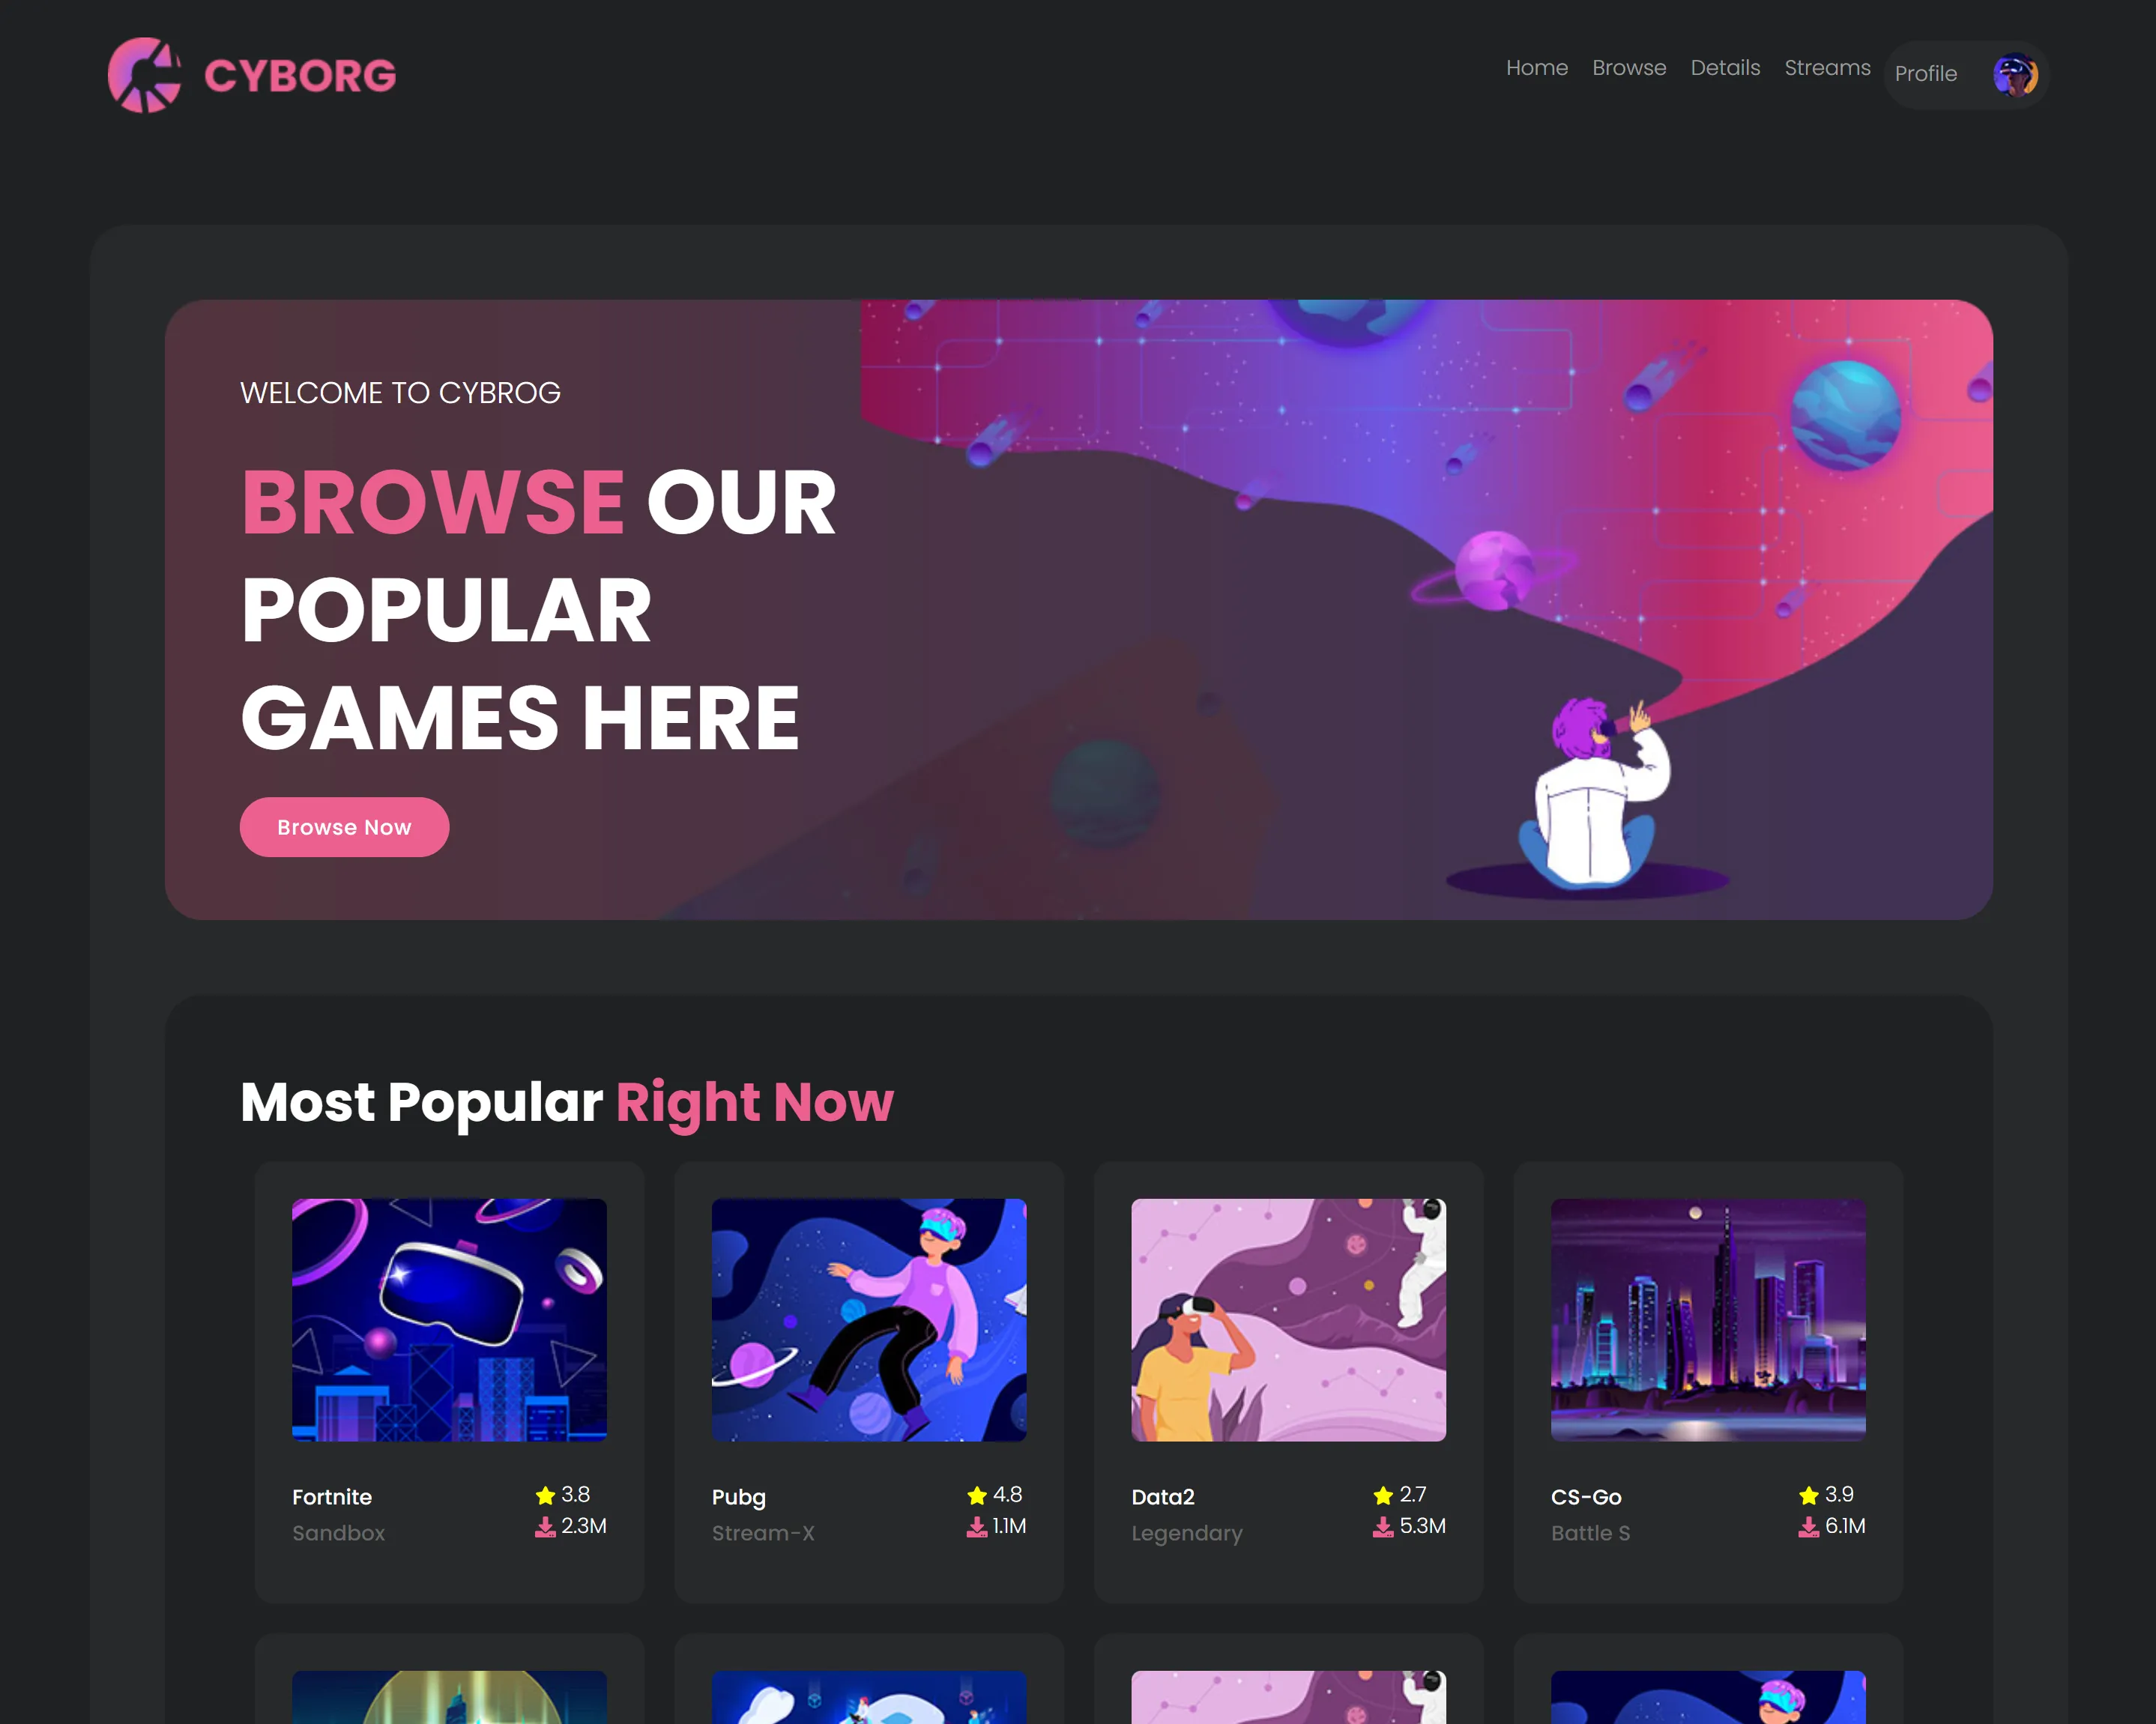 CYBORG
Home Browse Details Streams Profile
WELCOME TO CYBROG
BROWSE OUR
POPULAR
GAMES HERE
Browse Now
Most Popular Right Now
Fortnite
Sandbox
3.8
2.3M
Pubg
Stream-X
4.8
1.1M
Data2
Legendary
2.7
5.3M
CS-Go
Battle S
3.9
6.1M